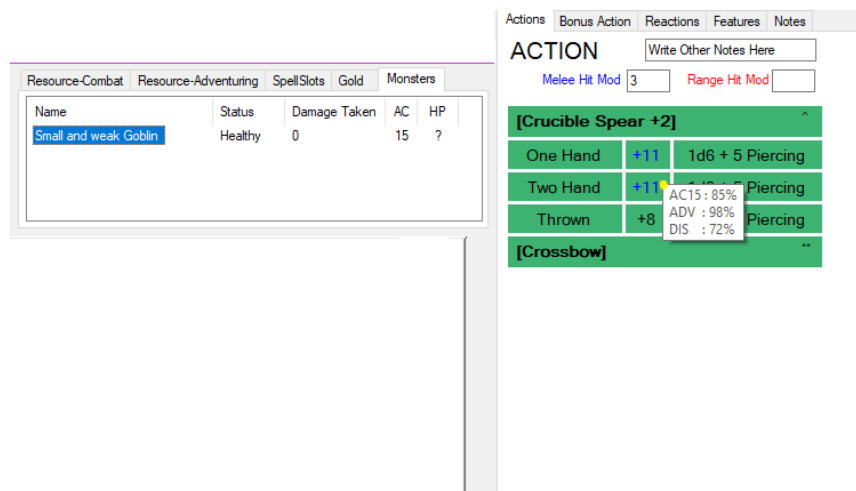 Actions Bonus Action Reactions Features Notes
ACTION Write Other Notes Here
Melee Hit Mod 3 Range Hit Mod
Resource-Combat Resource-Adventuring SpellSlots Gold Monsters
Name Status Damage Taken AC HP
Small and weak Goblin Healthy 0 15 ?
[Crucible Spear +2] ^
One Hand +11 1d6 + 5 Piercing
Two Hand +11 Piercing
AC15 : 85%
ADV : 98%
DIS : 72%
Thrown +8 Piercing
[Crossbow] **